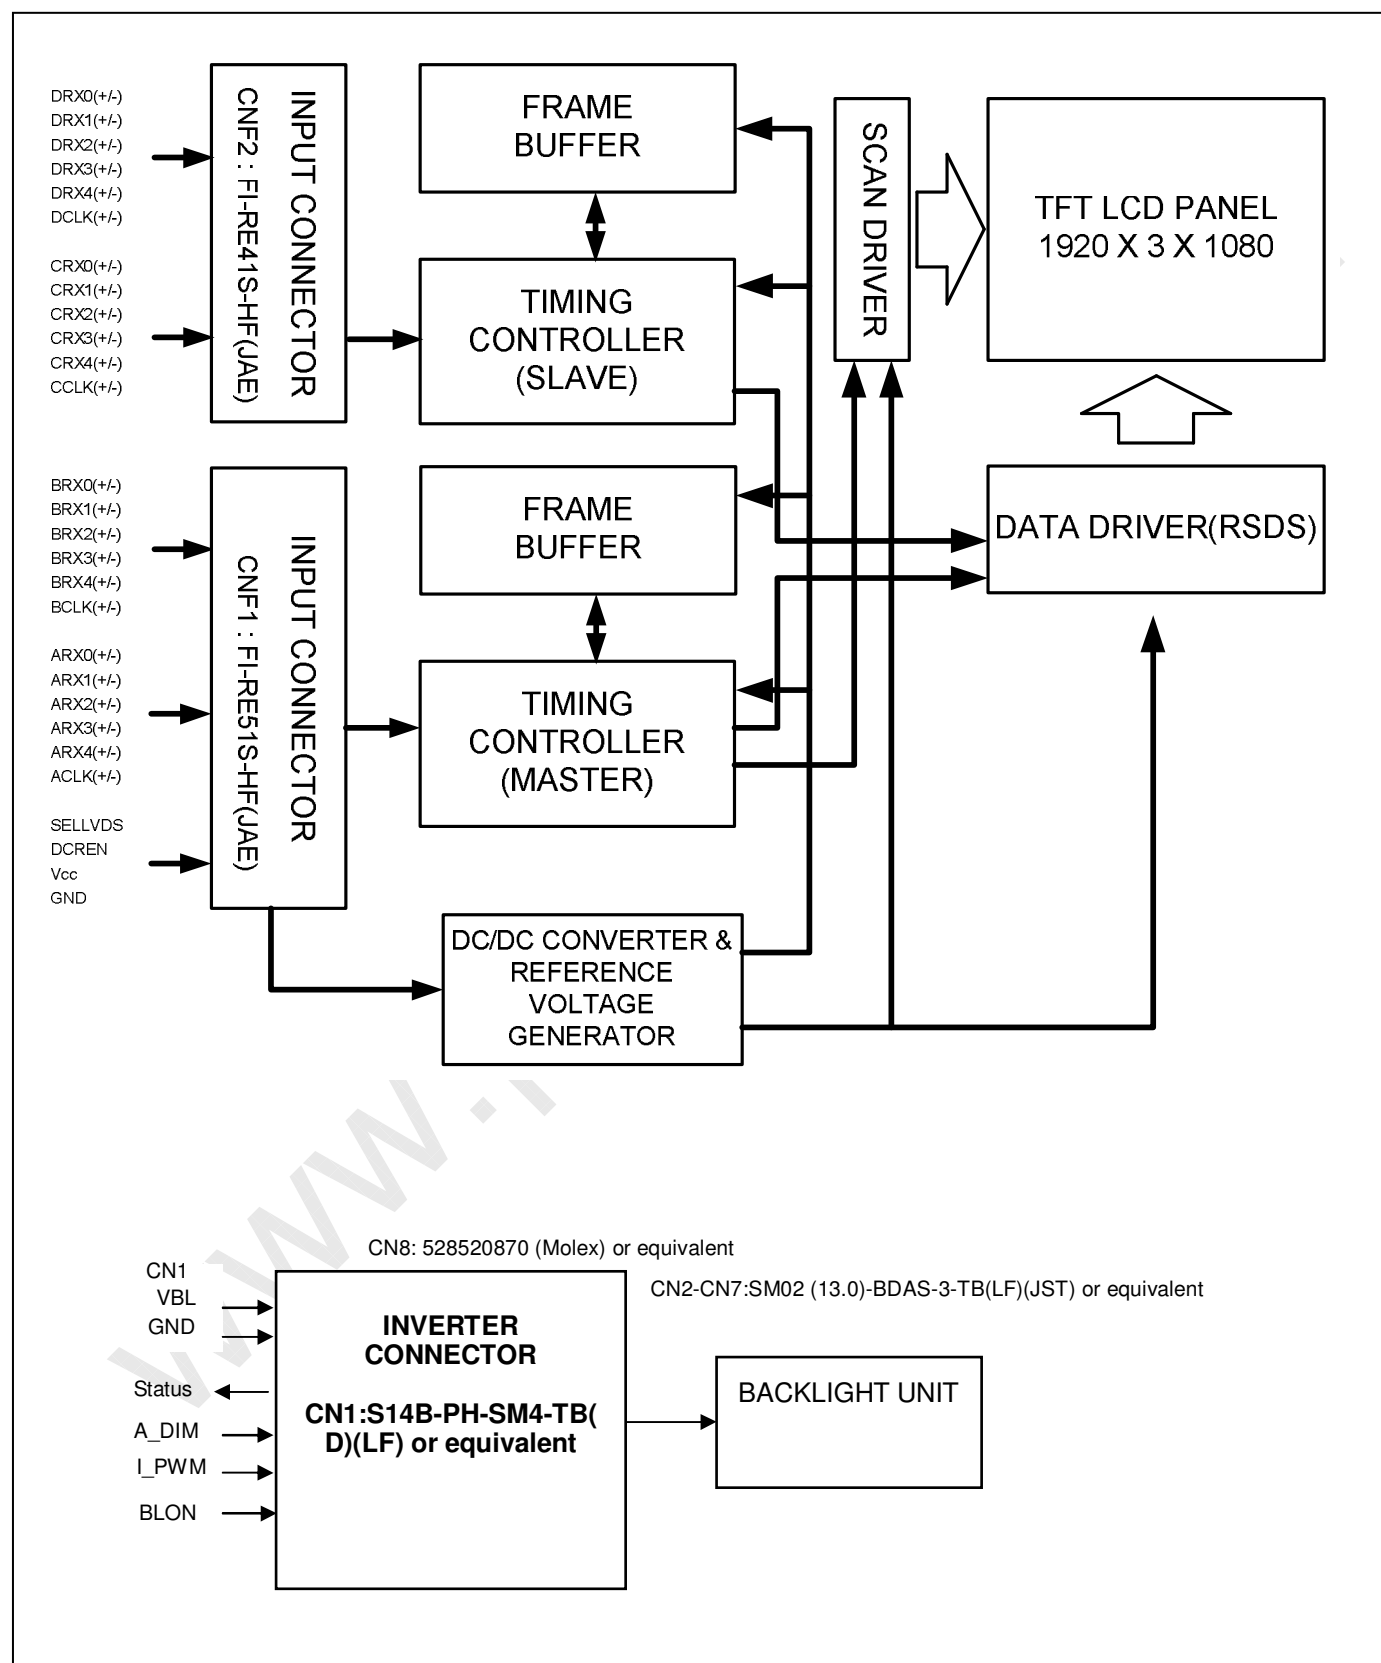 DRX0(+/-)
DRX1(+/-)
DRX2(+/-)
DRX3(+/-)
DRX4(+/-)
DCLK(+/-)
CRX0(+/-)
CRX1(+/-)
CRX2(+/-)
CRX3(+/-)
CRX4(+/-)
CCLK(+/-)
INPUT CONNECTOR
CNF2 : FI-RE41S-HF(JAE)
FRAME
BUFFER
TIMING
CONTROLLER
(SLAVE)
SCAN DRIVER
TFT LCD PANEL
1920 X 3 X 1080
BRX0(+/-)
BRX1(+/-)
BRX2(+/-)
BRX3(+/-)
BRX4(+/-)
BCLK(+/-)
ARX0(+/-)
ARX1(+/-)
ARX2(+/-)
ARX3(+/-)
ARX4(+/-)
ACLK(+/-)
SELLVDS
DCREN
Vcc
GND
INPUT CONNECTOR
CNF1 : FI-RE51S-HF(JAE)
FRAME
BUFFER
TIMING
CONTROLLER
(MASTER)
DATA DRIVER(RSDS)
DC/DC CONVERTER &
REFERENCE
VOLTAGE
GENERATOR
www.
CN8: 528520870 (Molex) or equivalent
CN2-CN7:SM02 (13.0)-BDAS-3-TB(LF)(JST) or equivalent
CN1
VBL
GND
Status
A_DIM
I_PWM
BLON
INVERTER
CONNECTOR
CN1:S14B-PH-SM4-TB(
D)(LF) or equivalent
BACKLIGHT UNIT